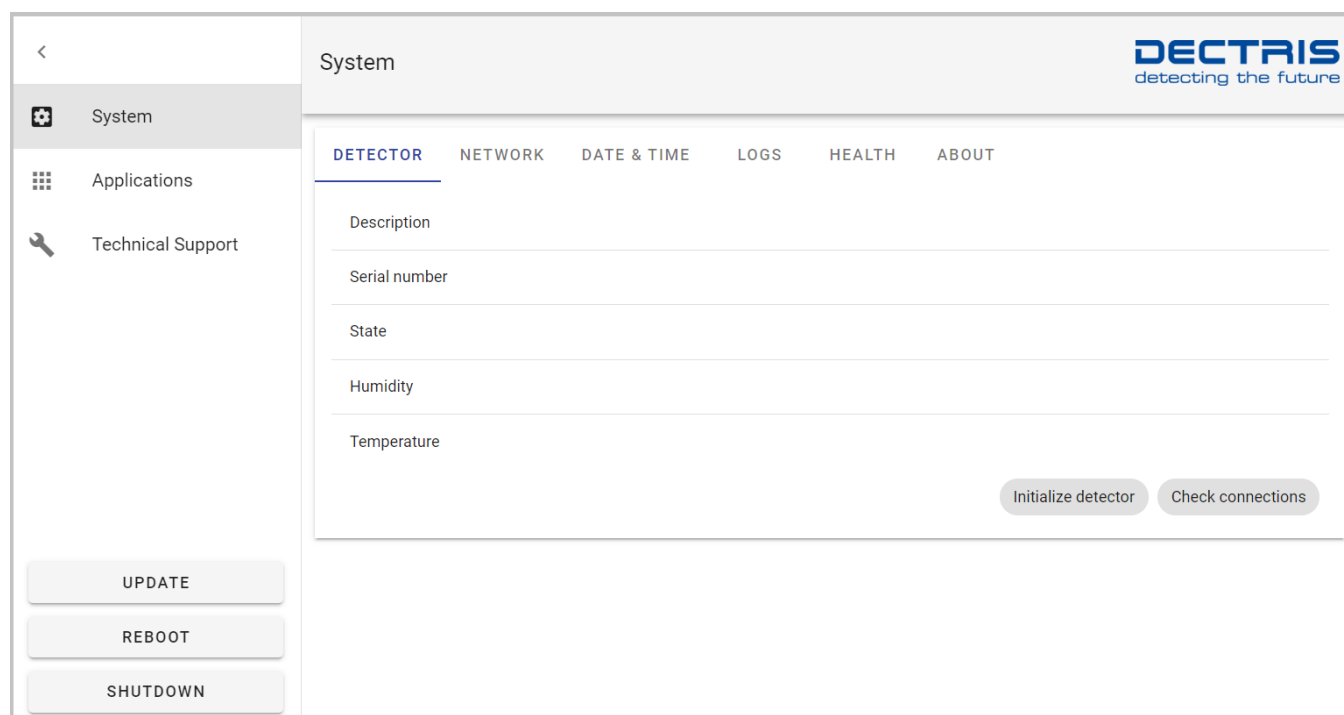 System
DECTRIS
detecting the future
System
Applications
Technical Support
DETECTOR NETWORK DATE & TIME LOGS HEALTH ABOUT
Description
Serial number
State
Humidity
Temperature
Initialize detector Check connections
UPDATE
REBOOT
SHUTDOWN